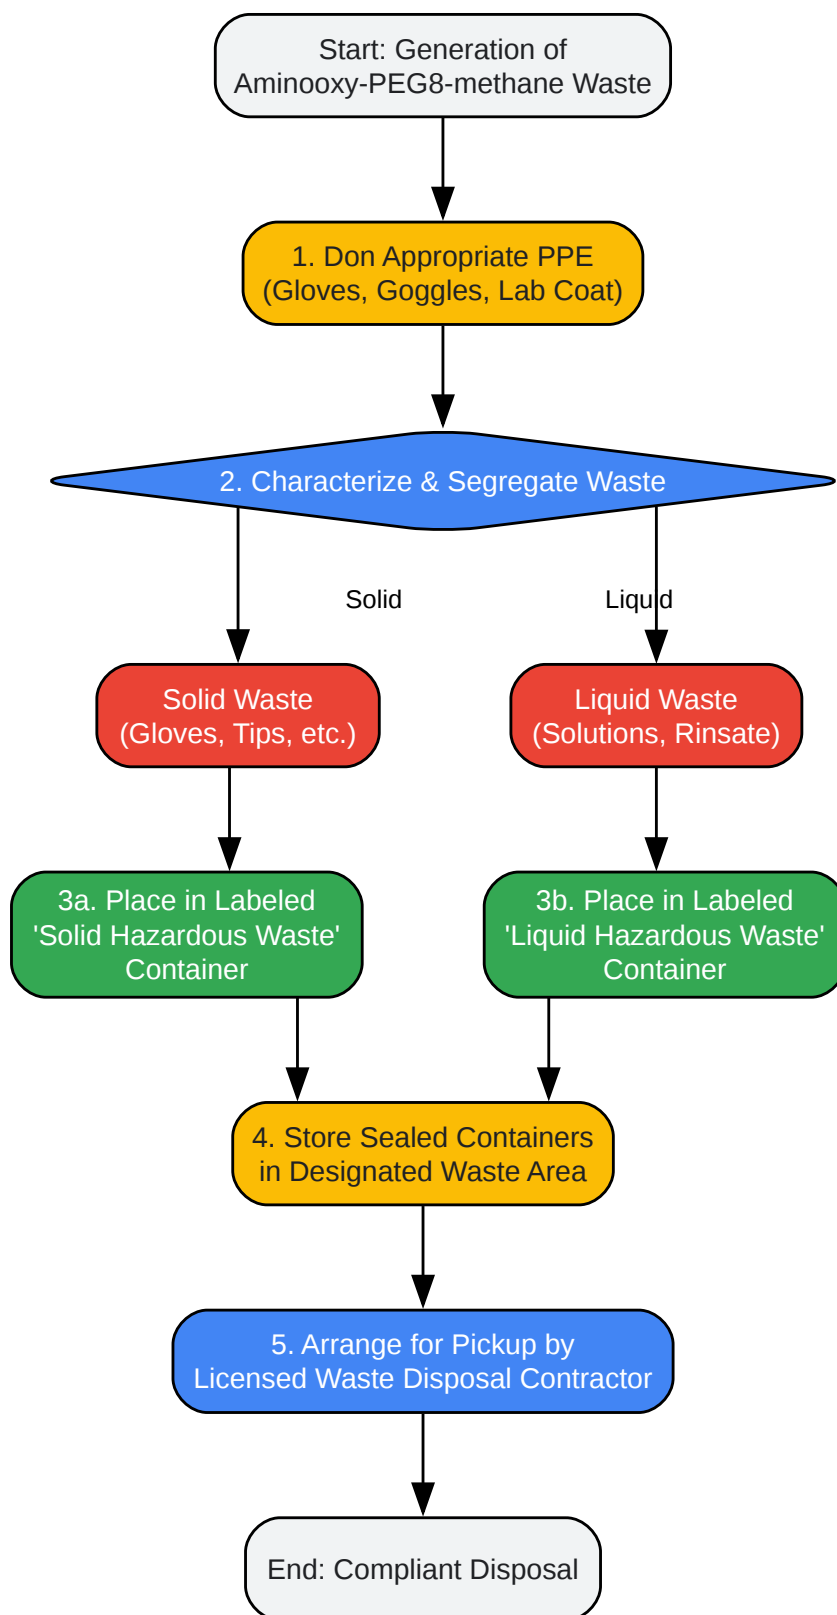 Start: Generation of
Aminooxy-PEG8-methane Waste
1. Don Appropriate PPE
(Gloves, Goggles, Lab Coat)
2. Characterize & Segregate Waste
Solid
Liquid
Solid Waste
(Gloves, Tips, etc.)
Liquid Waste
(Solutions, Rinsate)
3a. Place in Labeled
'Solid Hazardous Waste'
Container
3b. Place in Labeled
'Liquid Hazardous Waste'
Container
4. Store Sealed Containers
in Designated Waste Area
5. Arrange for Pickup by
Licensed Waste Disposal Contractor
End: Compliant Disposal